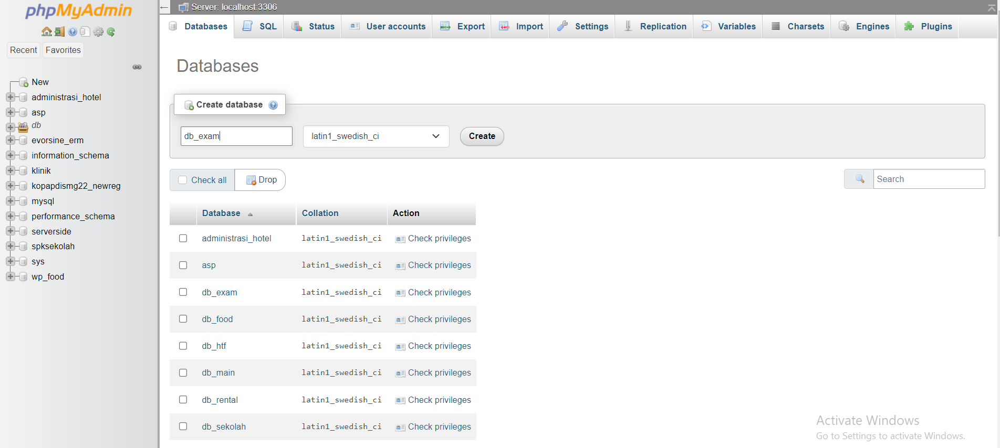 phpMyAdmin
Recent Favorites
New
administrasi_hotel
asp
db
evorsine_erm
information_schema
klinik
kopapdismg22_newreg
mysql
performance_schema
serverside
spksekolah
sys
wp_food
Server: localhost:3306
Databases SQL Status User accounts Export Import Settings Replication Variables Charsets Engines Plugins
Databases
Create database
db_exam latin1_swedish_ci Create
Check all Drop Search
Database Collation Action
administrasi_hotel latin1_swedish_ci Check privileges
asp latin1_swedish_ci Check privileges
db_exam latin1_swedish_ci Check privileges
db_food latin1_swedish_ci Check privileges
db_htf latin1_swedish_ci Check privileges
db_main latin1_swedish_ci Check privileges
db_rental latin1_swedish_ci Check privileges
db_sekolah latin1_swedish_ci Check privileges
Activate Windows
Go to Settings to activate Windows.